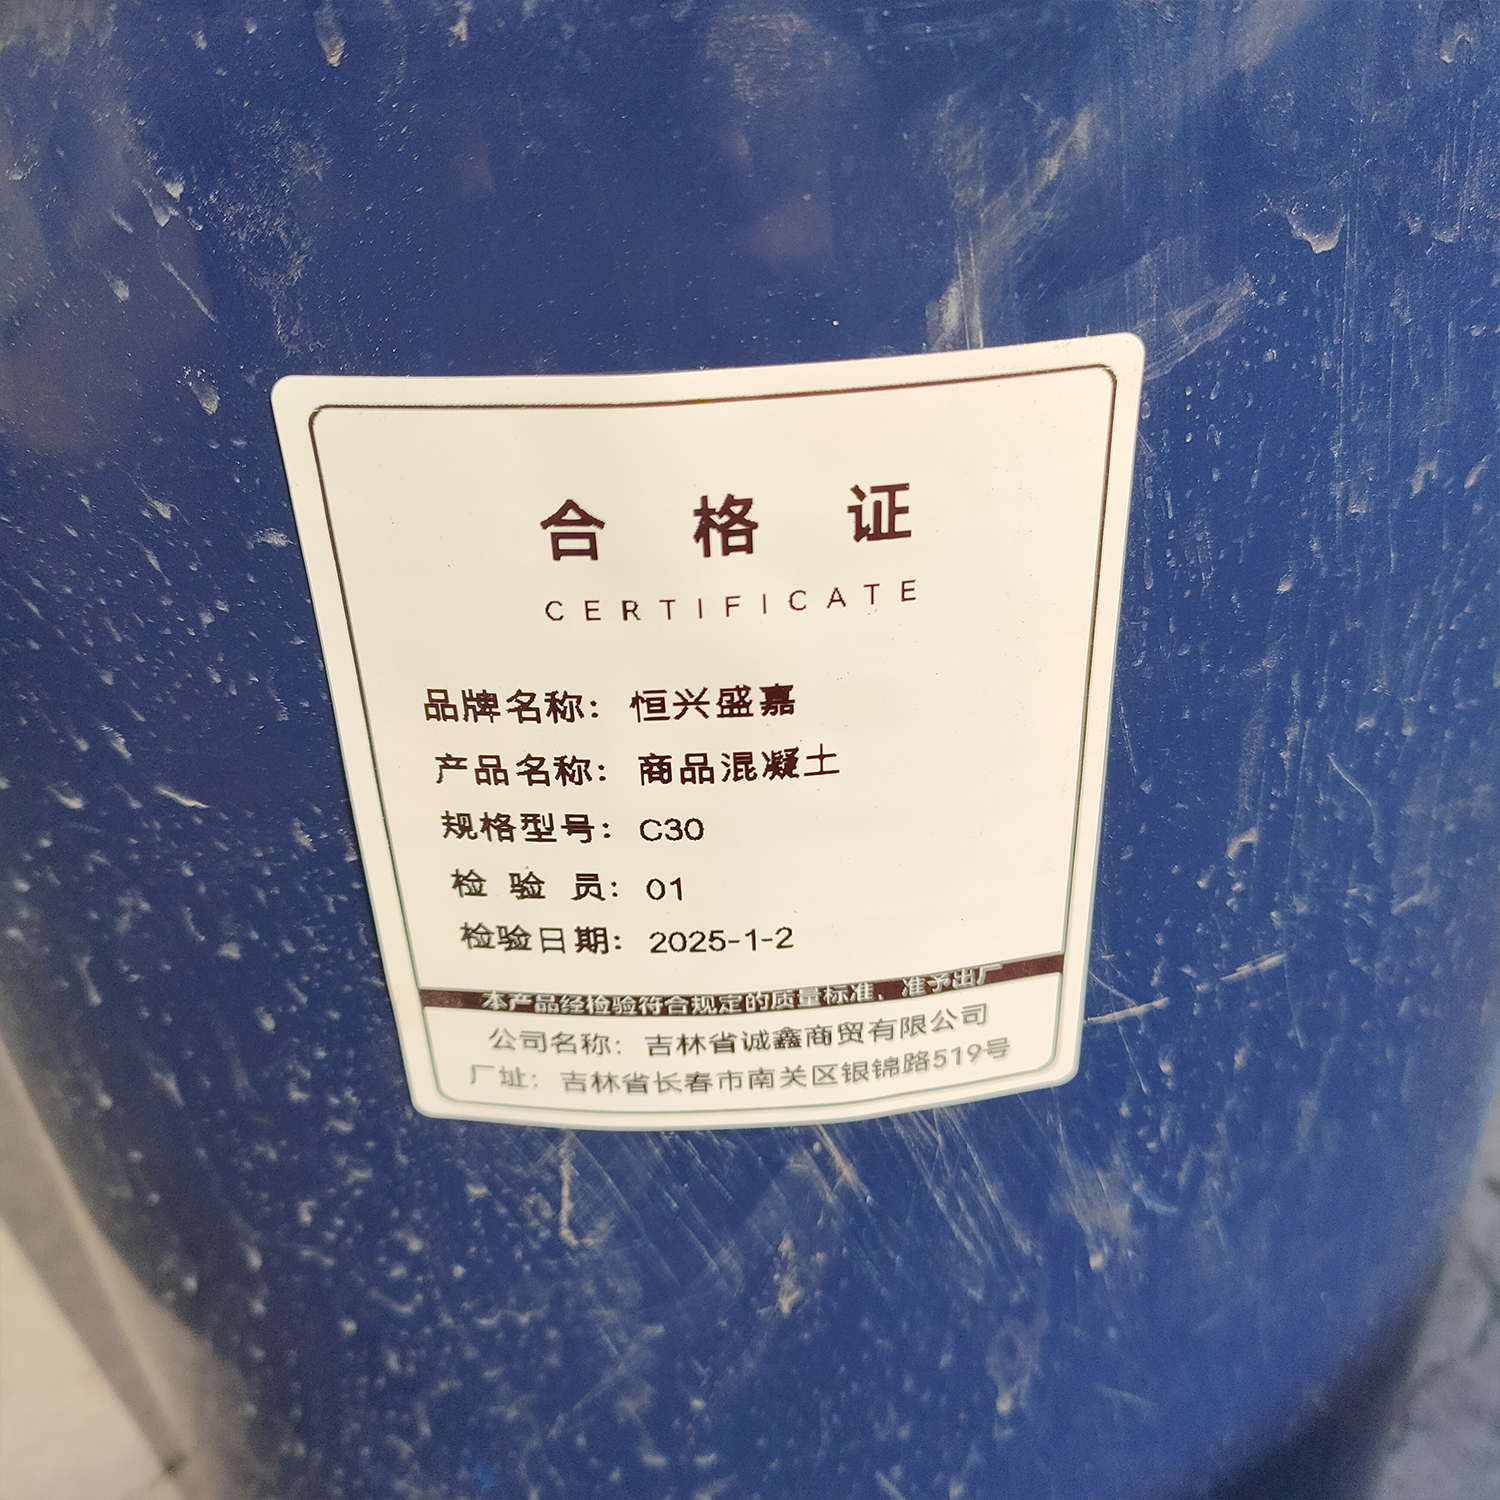 合格证
CERTIFICATE
品牌名称：恒兴盛嘉
产品名称：商品混凝土
规格型号：C30
检验员：01
检验日期：2025-1-2
本产品经检验符合规定的质量标准、准予出厂
公司名称：吉林省诚鑫商贸有限公司
厂址：吉林省长春市南关区银锦路519号